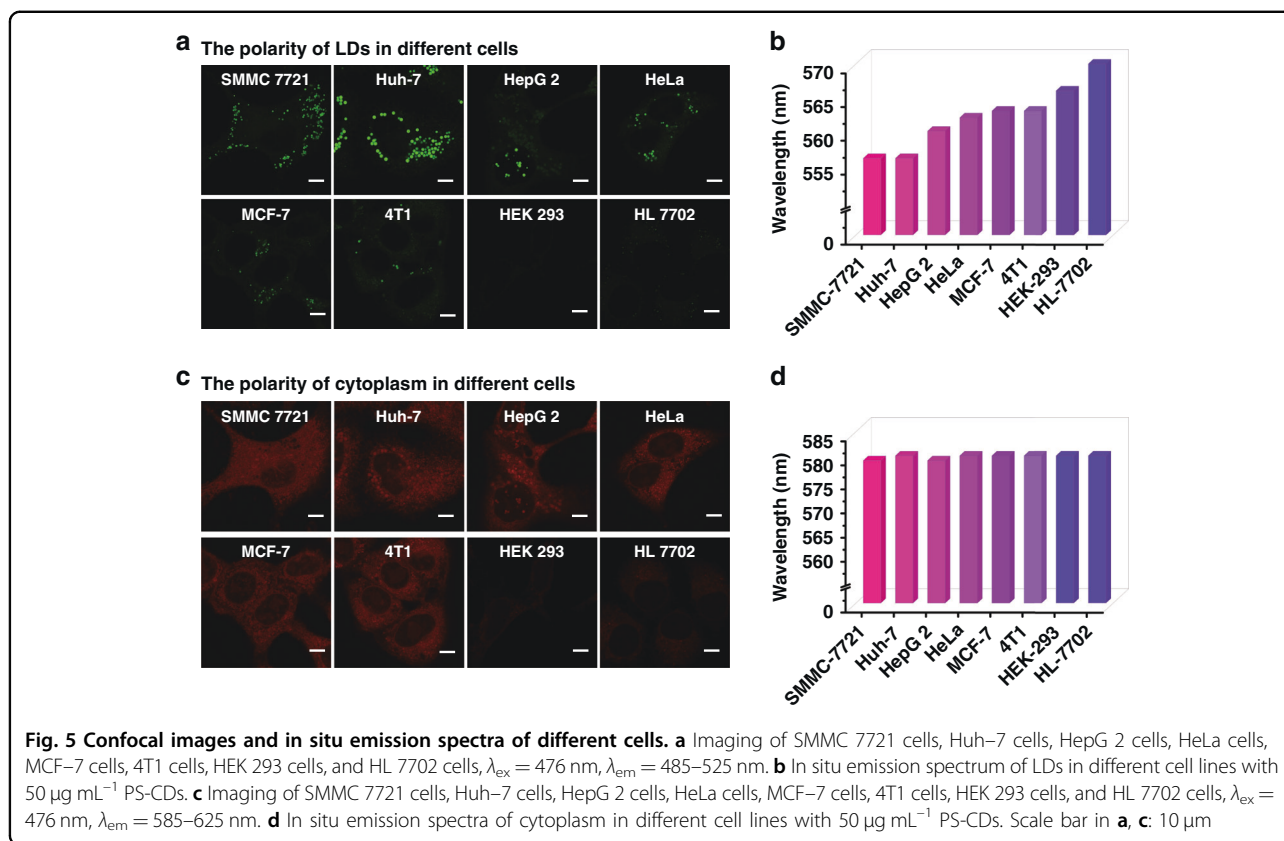 a The polarity of LDs in different cells
SMMC 7721 Huh-7 HepG 2 HeLa
MCF-7 4T1 HEK 293 HL 7702
b
570
565
560
555
0
Wavelength (nm)
SMMC-7721 Huh-7 HepG 2 HeLa MCF-7 4T1 HEK-293 HL-7702
c The polarity of cytoplasm in different cells
SMMC 7721 Huh-7 HepG 2 HeLa
MCF-7 4T1 HEK 293 HL 7702
d
585
580
575
570
565
560
0
Wavelength (nm)
SMMC-7721 Huh-7 HepG 2 HeLa MCF-7 4T1 HEK-293 HL-7702
Fig. 5 Confocal images and in situ emission spectra of different cells. a Imaging of SMMC 7721 cells, Huh–7 cells, HepG 2 cells, HeLa cells,
MCF–7 cells, 4T1 cells, HEK 293 cells, and HL 7702 cells, λex = 476 nm, λem = 485–525 nm. b In situ emission spectrum of LDs in different cell lines with
50 μg mL⁻¹ PS-CDs. c Imaging of SMMC 7721 cells, Huh–7 cells, HepG 2 cells, HeLa cells, MCF–7 cells, 4T1 cells, HEK 293 cells, and HL 7702 cells, λex =
476 nm, λem = 585–625 nm. d In situ emission spectra of cytoplasm in different cell lines with 50 μg mL⁻¹ PS-CDs. Scale bar in a, c: 10 μm